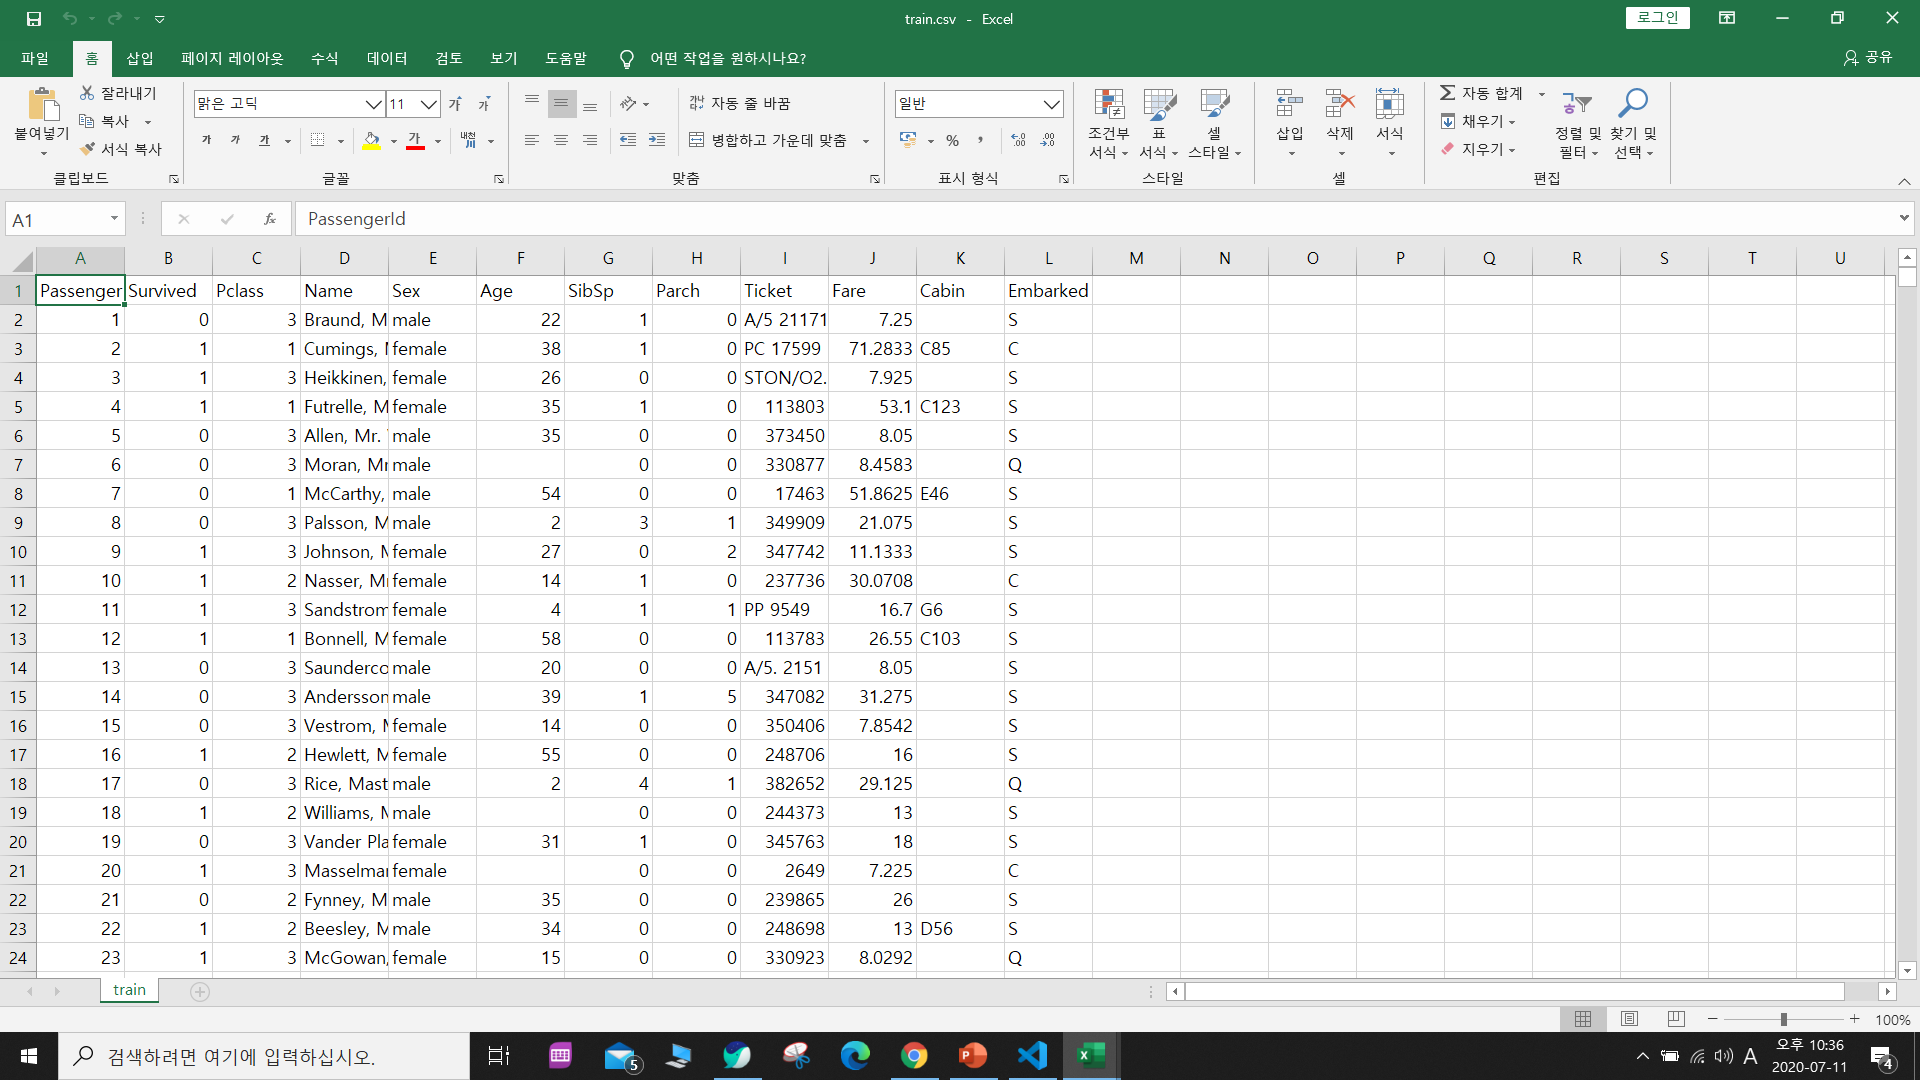 train.csv - Excel
로그인
파일 홈 삽입 페이지 레이아웃 수식 데이터 검토 보기 도움말 어떤 작업을 원하시나요? 공유
붙여넣기 잘라내기 복사 서식 복사 클립보드
맑은 고딕 11 가 가 가 가 가 가 내천 글꼴
자동 줄 바꿈 병합하고 가운데 맞춤 맞춤
일반 % , 표시 형식
조건부 서식 표 서식 셀 스타일 스타일
삽입 삭제 서식 셀
자동 합계 채우기 지우기 정렬 및 필터 찾기 및 선택 편집
A1 fx PassengerId
A B C D E F G H I J K L M N O P Q R S T U
1 Passenger Survived Pclass Name Sex Age SibSp Parch Ticket Fare Cabin Embarked
2 1 0 3 Braund, M male 22 1 0 A/5 21171 7.25 S
3 2 1 1 Cumings, female 38 1 0 PC 17599 71.2833 C85 C
4 3 1 3 Heikkinen, female 26 0 0 STON/O2. 7.925 S
5 4 1 1 Futrelle, M female 35 1 0 113803 53.1 C123 S
6 5 0 3 Allen, Mr. male 35 0 0 373450 8.05 S
7 6 0 3 Moran, Mr male 0 0 330877 8.4583 Q
8 7 0 1 McCarthy, male 54 0 0 17463 51.8625 E46 S
9 8 0 3 Palsson, M male 2 3 1 349909 21.075 S
10 9 1 3 Johnson, M female 27 0 2 347742 11.1333 S
11 10 1 2 Nasser, Mr female 14 1 0 237736 30.0708 C
12 11 1 3 Sandstrom female 4 1 1 PP 9549 16.7 G6 S
13 12 1 1 Bonnell, M female 58 0 0 113783 26.55 C103 S
14 13 0 3 Saunderco male 20 0 0 A/5. 2151 8.05 S
15 14 0 3 Andersson male 39 1 5 347082 31.275 S
16 15 0 3 Vestrom, M female 14 0 0 350406 7.8542 S
17 16 1 2 Hewlett, M female 55 0 0 248706 16 S
18 17 0 3 Rice, Mast male 2 4 1 382652 29.125 Q
19 18 1 2 Williams, M male 0 0 244373 13 S
20 19 0 3 Vander Pla female 31 1 0 345763 18 S
21 20 1 3 Masselman female 0 0 2649 7.225 C
22 21 0 2 Fynney, M male 35 0 0 239865 26 S
23 22 1 2 Beesley, M male 34 0 0 248698 13 D56 S
24 23 1 3 McGowan, female 15 0 0 330923 8.0292 Q
train
100%
검색하려면 여기에 입력하십시오.
5
A
오후 10:36
2020-07-11
4